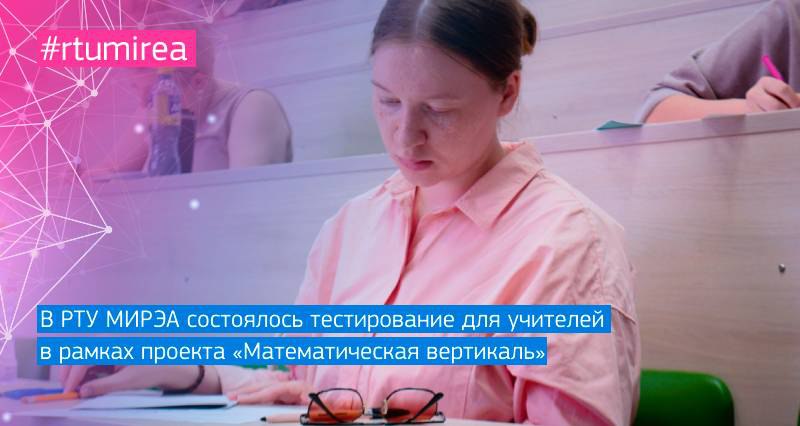 #rtumirea
В РТУ МИРЭА состоялось тестирование для учителей
в рамках проекта «Математическая вертикаль»